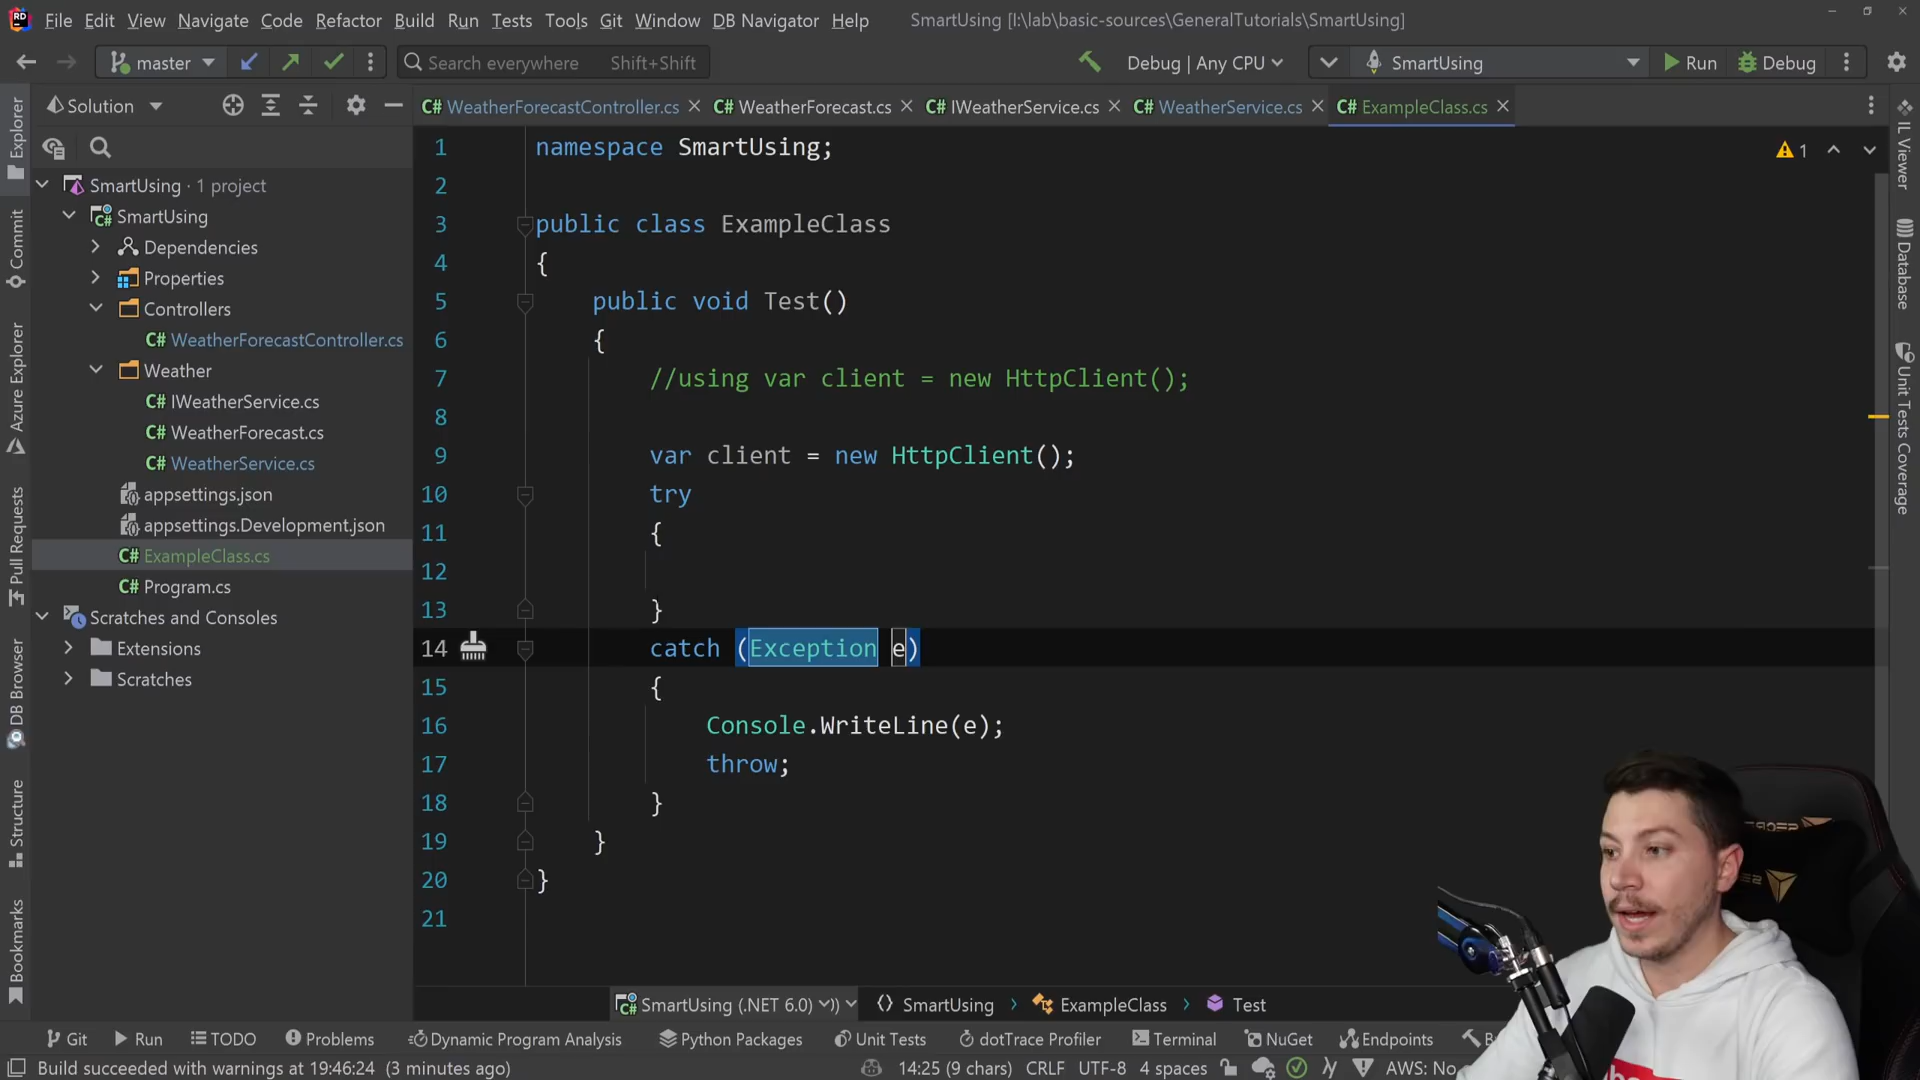 File Edit View Navigate Code Refactor Build Run Tests Tools Git Window DB Navigator Help SmartUsing [I:\lab\basic-sources\GeneralTutorials\SmartUsing]
master Search everywhere Shift+Shift Debug | Any CPU SmartUsing Run Debug
Solution
WeatherForecastController.cs WeatherForecast.cs IWeatherService.cs WeatherService.cs ExampleClass.cs
SmartUsing · 1 project
SmartUsing
Dependencies
Properties
Controllers
C# WeatherForecastController.cs
Weather
C# IWeatherService.cs
C# WeatherForecast.cs
C# WeatherService.cs
appsettings.json
appsettings.Development.json
C# ExampleClass.cs
C# Program.cs
Scratches and Consoles
Extensions
Scratches
1 namespace SmartUsing;
2
3 public class ExampleClass
4 {
5 public void Test()
6 {
7 //using var client = new HttpClient();
8
9 var client = new HttpClient();
10 try
11 {
12
13 }
14 catch (Exception e)
15 {
16 Console.WriteLine(e);
17 throw;
18 }
19 }
20 }
21
1
Explorer
Commit
Azure Explorer
Pull Requests
DB Browser
Structure
Bookmarks
IL Viewer
Database
Unit Tests Coverage
SmartUsing (.NET 6.0) SmartUsing ExampleClass Test
Git Run TODO Problems Dynamic Program Analysis Python Packages Unit Tests dotTrace Profiler Terminal NuGet Endpoints
Build succeeded with warnings at 19:46:24 (3 minutes ago) 14:25 (9 chars) CRLF UTF-8 4 spaces AWS: No